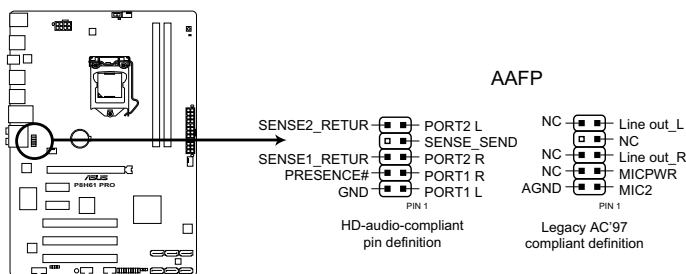 AAFP
SENSE2_RETUR
PORT2 L
SENSE_SEND
SENSE1_RETUR
PORT2 R
PRESENCE#
PORT1 R
GND
PORT1 L
PIN 1
HD-audio-compliant
pin definition
NC
Line out_L
NC
NC
Line out_R
NC
MICPWR
AGND
MIC2
PIN 1
Legacy AC'97
compliant definition
ASUS
P8H61 PRO